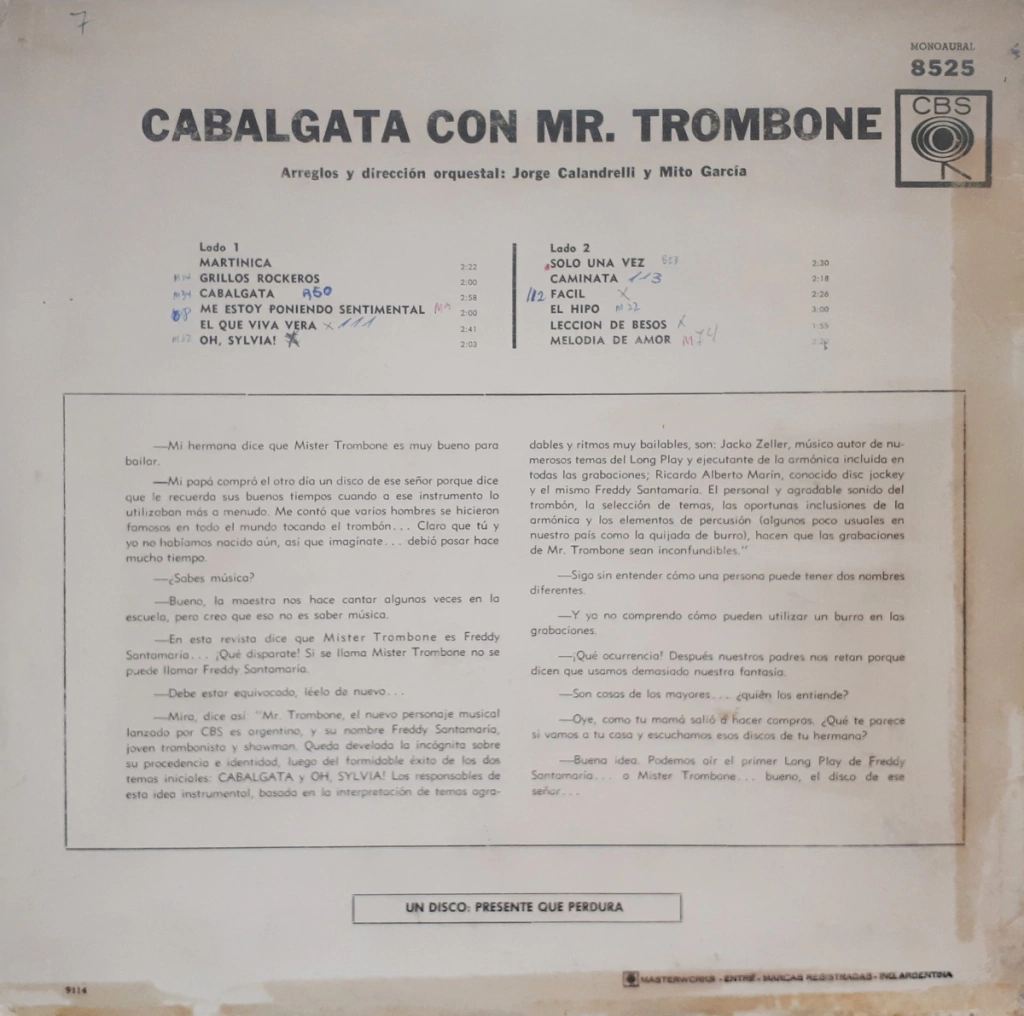 7
MONOAURAL
8525
CBS
CABALGATA CON MR. TROMBONE
Arreglos y dirección orquestal: Jorge Calandrelli y Mito García
Lado 1
MARTINICA 2:22
GRILLOS ROCKEROS 2:00
CABALGATA A50 2:58
ME ESTOY PONIENDO SENTIMENTAL 2:00
EL QUE VIVA VERA x 111 2:41
OH, SYLVIA! 2:03
Lado 2
SOLO UNA VEZ 2:30
CAMINATA 113 2:18
112 FACIL x 2:26
EL HIPO M22 3:00
LECCION DE BESOS x 1:55
MELODIA DE AMOR M74
—Mi hermana dice que Mister Trombone es muy bueno para
bailar.
—Mi papá compró el otro día un disco de ese señor porque dice
que le recuerda sus buenos tiempos cuando a ese instrumento lo
utilizaban más a menudo. Me contó que varios hombres se hicieron
famosos en todo el mundo tocando el trombón... Claro que tú y
yo no habíamos nacido aún, así que imagínate... debió pasar hace
mucho tiempo.
—¿Sabes música?
—Bueno, la maestra nos hace cantar algunas veces en la
escuela, pero creo que eso no es saber música.
—En esta revista dice que Mister Trombone es Freddy
Santamaría... ¡Qué disparate! Si se llama Mister Trombone no se
puede llamar Freddy Santamaría.
—Debe estar equivocado, léelo de nuevo...
—Mira, dice así: "Mr. Trombone, el nuevo personaje musical
lanzado por CBS es argentino, y su nombre Freddy Santamaría,
joven trombonista y showman. Queda develada la incógnita sobre
su procedencia e identidad, luego del formidable éxito de los dos
temas iniciales: CABALGATA y OH, SYLVIA! Los responsables de
esta idea instrumental, basada en la interpretación de temas agra-
dables y ritmos muy bailables, son: Jacko Zeller, músico autor de nu-
merosos temas del Long Play y ejecutante de la armónica incluída en
todas las grabaciones; Ricardo Alberto Marín, conocido disc jockey
y el mismo Freddy Santamaría. El personal y agradable sonido del
trombón, la selección de temas, las oportunas inclusiones de la
armónica y los elementos de percusión (algunos poco usuales en
nuestro país como la quijada de burro), hacen que las grabaciones
de Mr. Trombone sean inconfundibles."
—Sigo sin entender cómo una persona puede tener dos nombres
diferentes.
—Y yo no comprendo cómo pueden utilizar un burro en las
grabaciones.
—¡Qué ocurrencia! Después nuestros padres nos retan porque
dicen que usamos demasiado nuestra fantasía.
—Son cosas de los mayores... ¿quién los entiende?
—Oye, como tu mamá salió a hacer compras. ¿Qué te parece
si vamos a tu casa y escuchamos esos discos de tu hermana?
—Buena idea. Podemos oír el primer Long Play de Freddy
Santamaría... o Mister Trombone... bueno, el disco de ese
señor...
UN DISCO: PRESENTE QUE PERDURA
MASTERWORKS - ENTRÉ - MARCAS REGISTRADAS - IND. ARGENTINA
9114